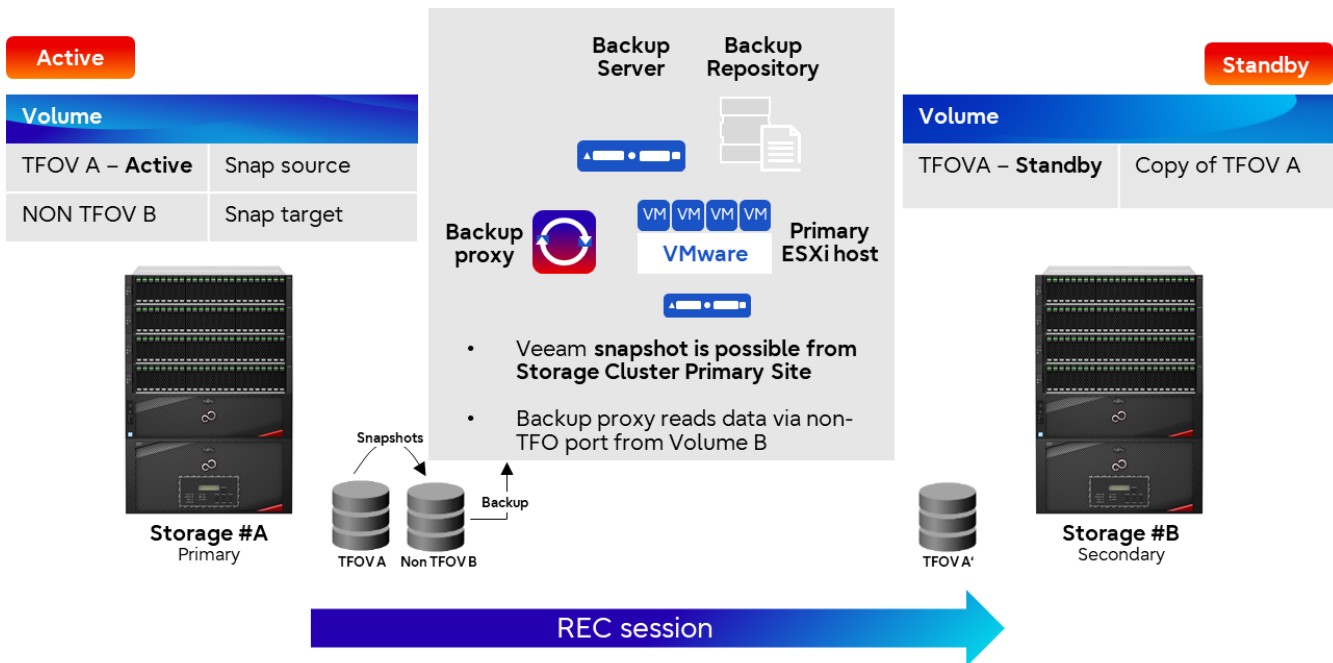 Active
Volume
TFOV A – Active Snap source
NON TFOV B Snap target
Backup
Server
Backup
Repository
Backup
proxy
VM VM VM VM
VMware
Primary
ESXi host
• Veeam snapshot is possible from
Storage Cluster Primary Site
• Backup proxy reads data via non-
TFO port from Volume B
Standby
Volume
TFOVA – Standby Copy of TFOV A
Snapshots
Backup
Storage #A
Primary
TFOV A
Non TFOV B
TFOV A'
Storage #B
Secondary
REC session